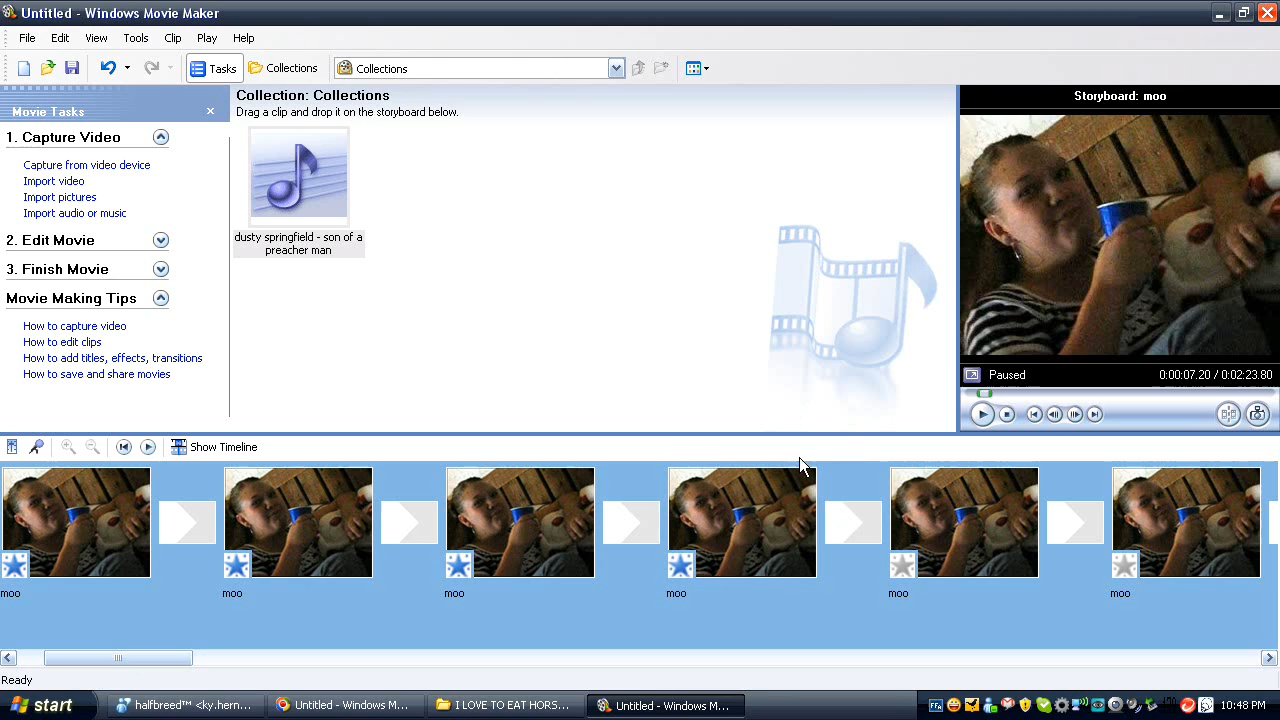 Untitled - Windows Movie Maker
File Edit View Tools Clip Play Help
Tasks Collections Collections
Movie Tasks
1. Capture Video
Capture from video device
Import video
Import pictures
Import audio or music
2. Edit Movie
3. Finish Movie
Movie Making Tips
How to capture video
How to edit clips
How to add titles, effects, transitions
How to save and share movies
Collection: Collections
Drag a clip and drop it on the storyboard below.
dusty springfield - son of a
preacher man
Storyboard: moo
Paused 0:00:07.20 / 0:02:23.80
Show Timeline
moo moo moo moo moo moo
Ready
start halfbreed™ <ky.hern... Untitled - Windows M... I LOVE TO EAT HORS... Untitled - Windows M... 10:48 PM